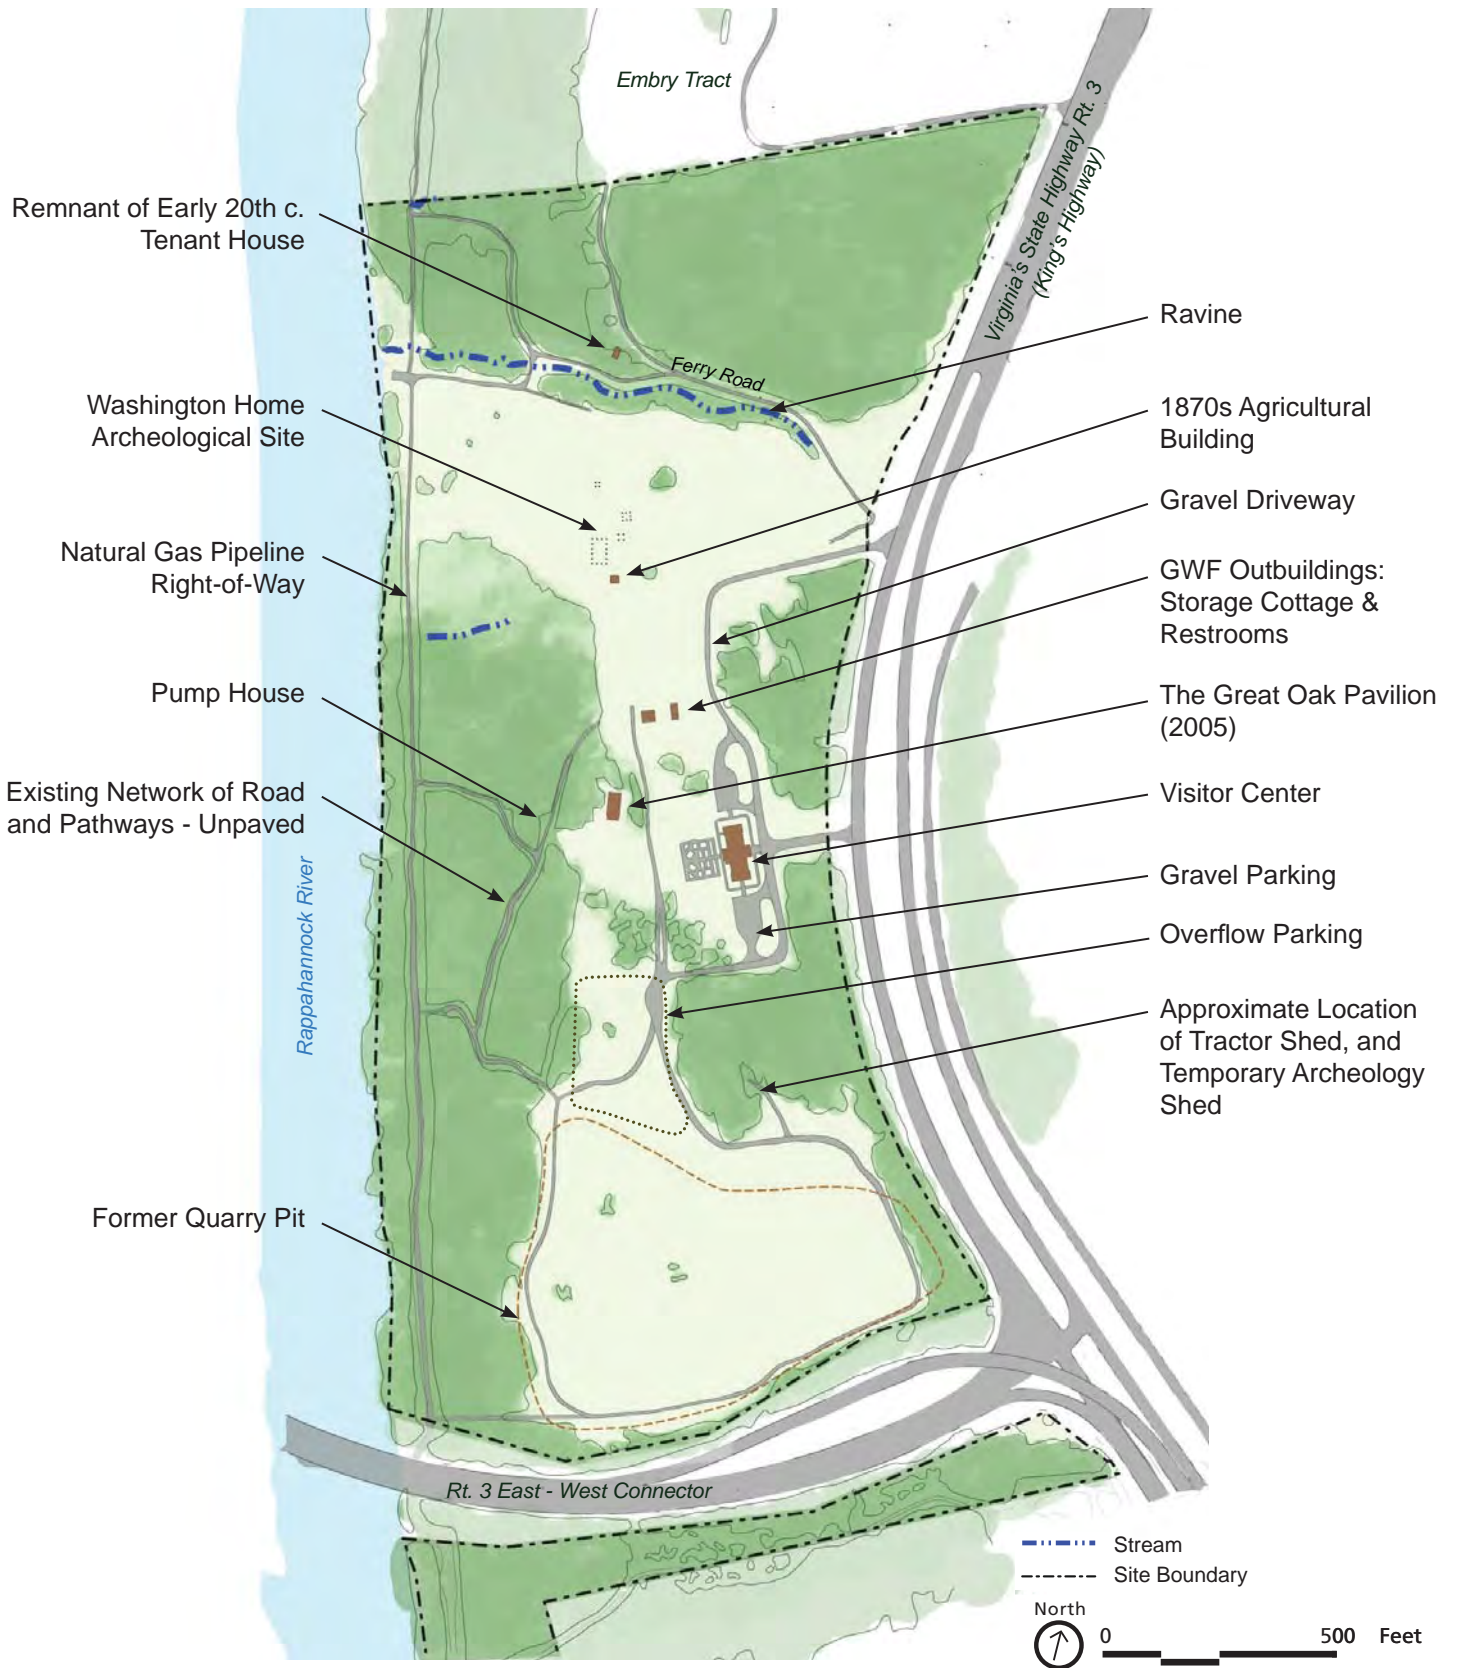 Embry Tract
Virginia's State Highway Rt. 3
(King's Highway)
Remnant of Early 20th c.
Tenant House
Ravine
Ferry Road
Washington Home
Archeological Site
1870s Agricultural
Building
Gravel Driveway
Natural Gas Pipeline
Right-of-Way
GWF Outbuildings:
Storage Cottage &
Restrooms
Pump House
The Great Oak Pavilion
(2005)
Existing Network of Road
and Pathways - Unpaved
Visitor Center
Rappahannock River
Gravel Parking
Overflow Parking
Approximate Location
of Tractor Shed, and
Temporary Archeology
Shed
Former Quarry Pit
Rt. 3 East - West Connector
Stream
Site Boundary
North
0 500 Feet